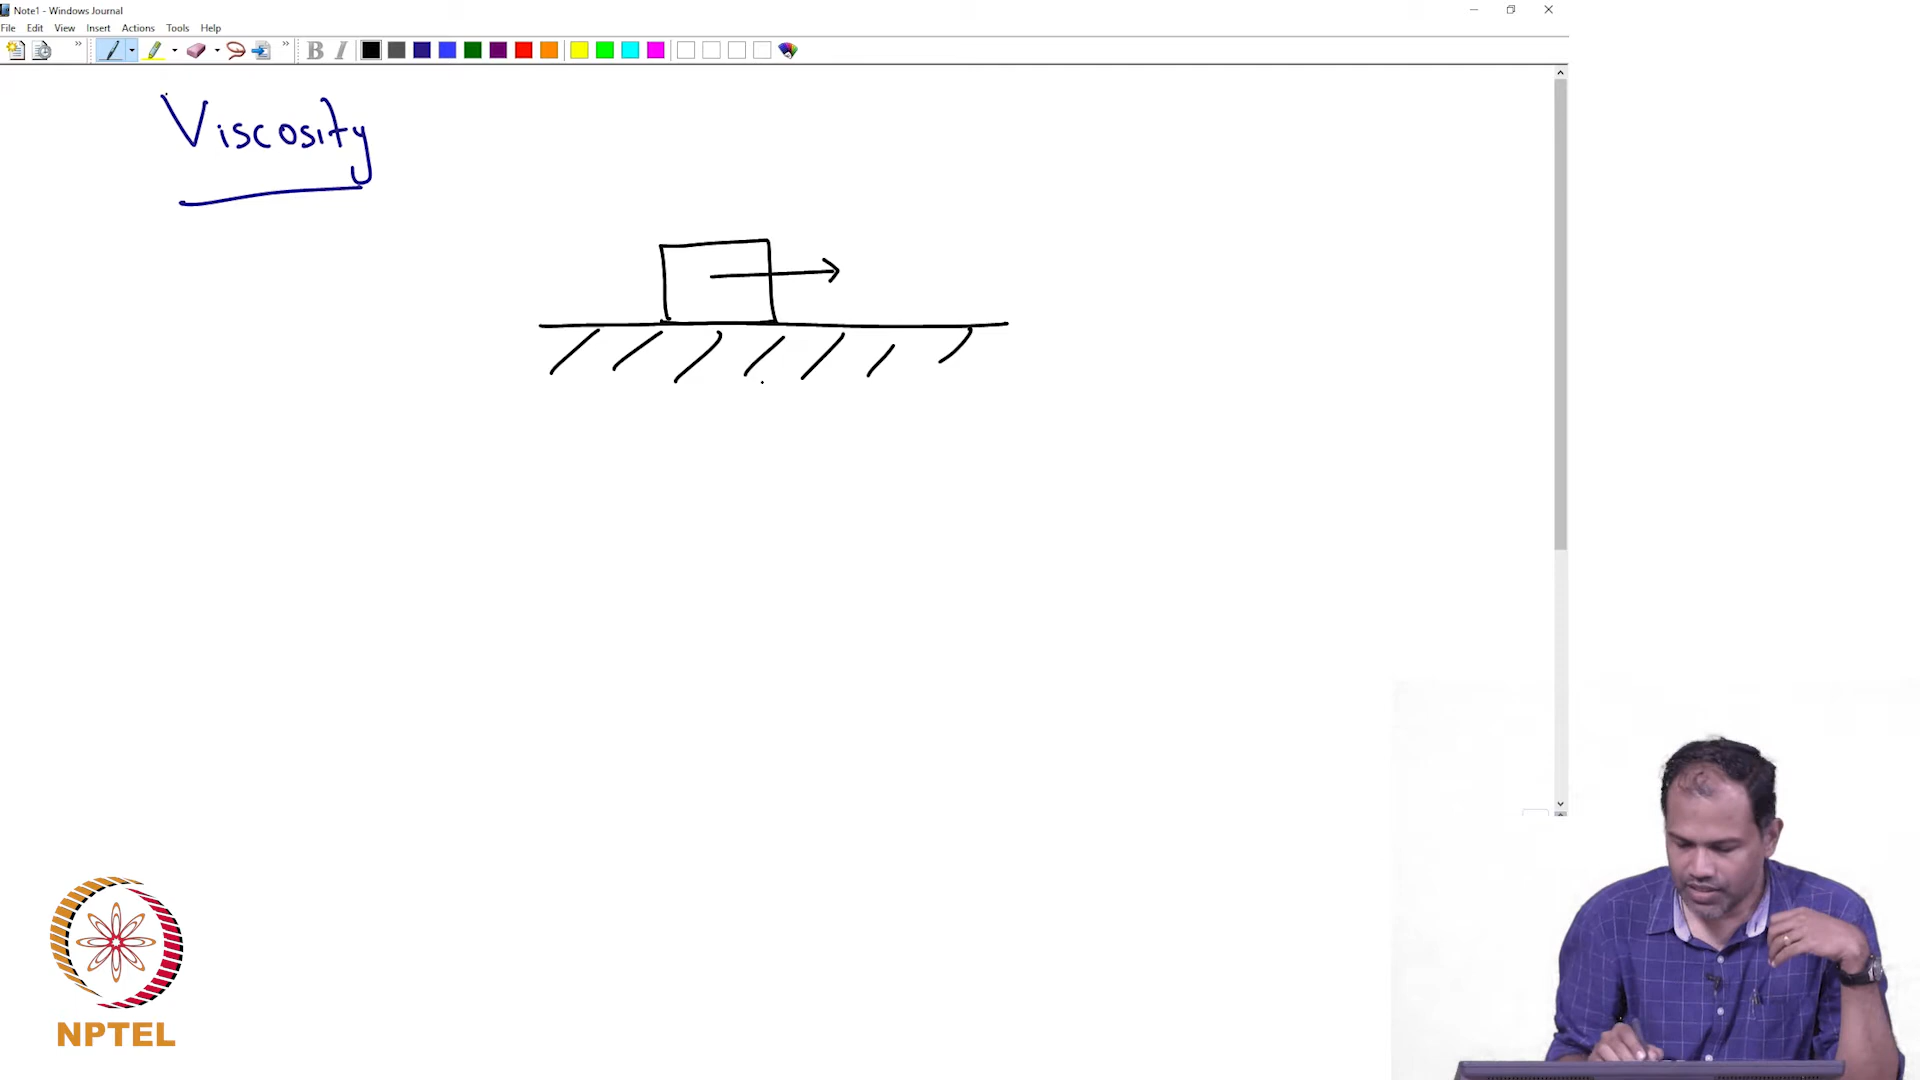 Note1 - Windows Journal
File Edit View Insert Actions Tools Help
B I
Viscosity
NPTEL